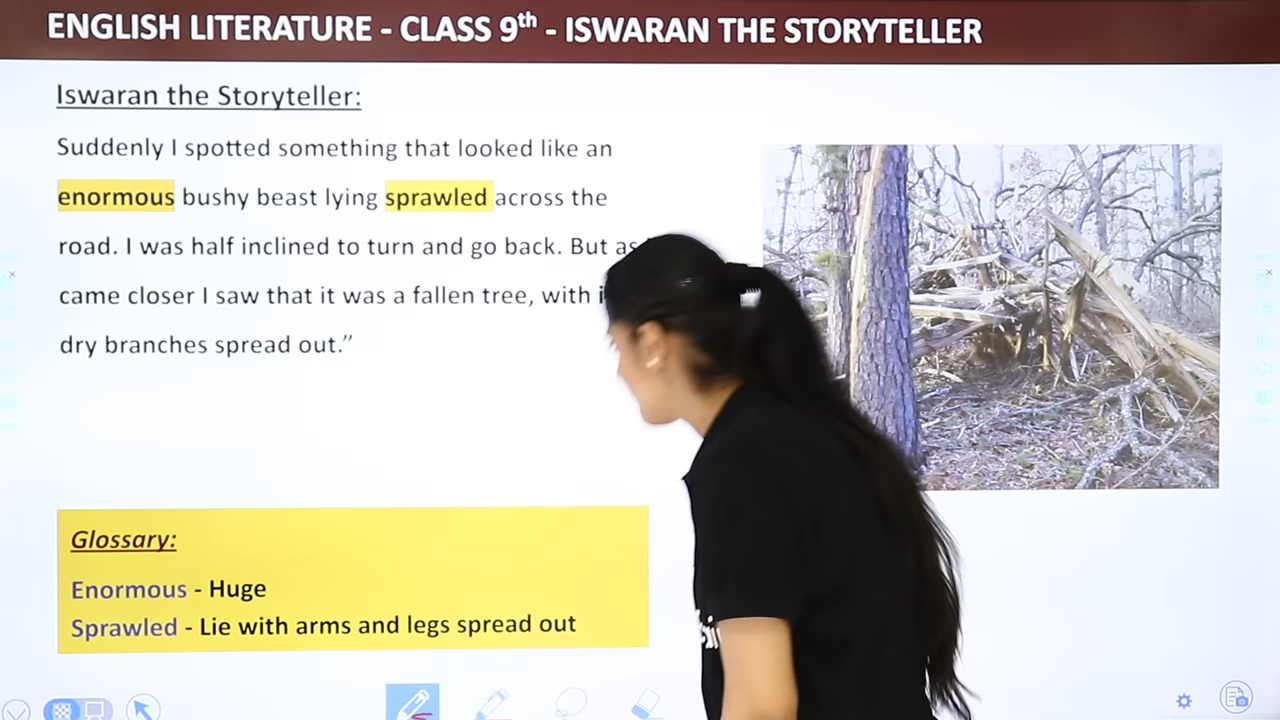 ENGLISH LITERATURE - CLASS 9th - ISWARAN THE STORYTELLER
Iswaran the Storyteller:
Suddenly I spotted something that looked like an
enormous bushy beast lying sprawled across the
road. I was half inclined to turn and go back. But as
came closer I saw that it was a fallen tree, with
dry branches spread out.”
Glossary:
Enormous - Huge
Sprawled - Lie with arms and legs spread out